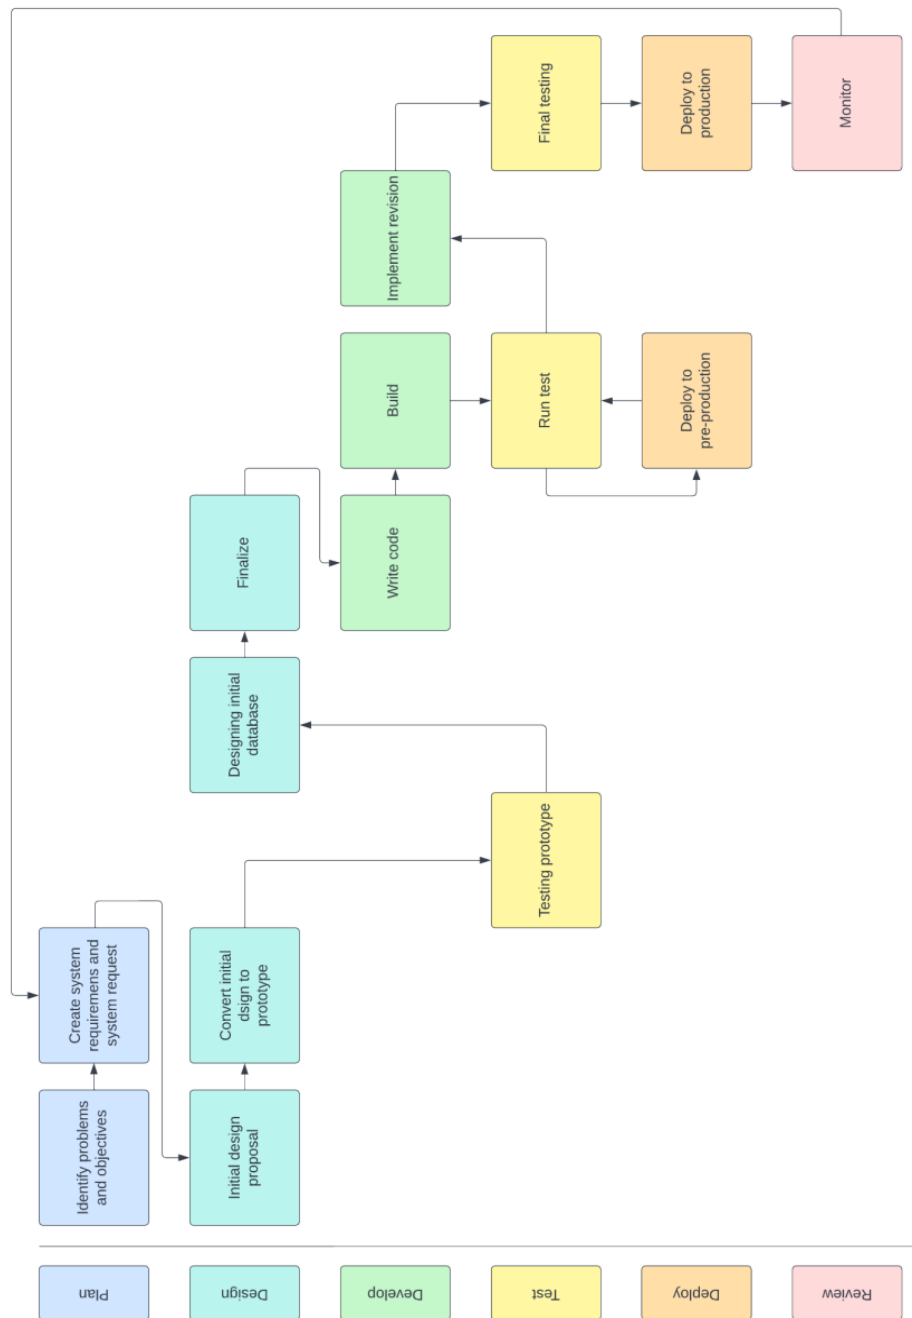 Plan
Identify problems
and objectives
Create system
requiremens and
system request
Design
Initial design
proposal
Convert initial
dsign to
prototype
Designing initial
database
Finalize
Develop
Write code
Build
Implement revision
Test
Testing prototype
Run test
Final testing
Deploy
Deploy to
pre-production
Deploy to
production
Review
Monitor